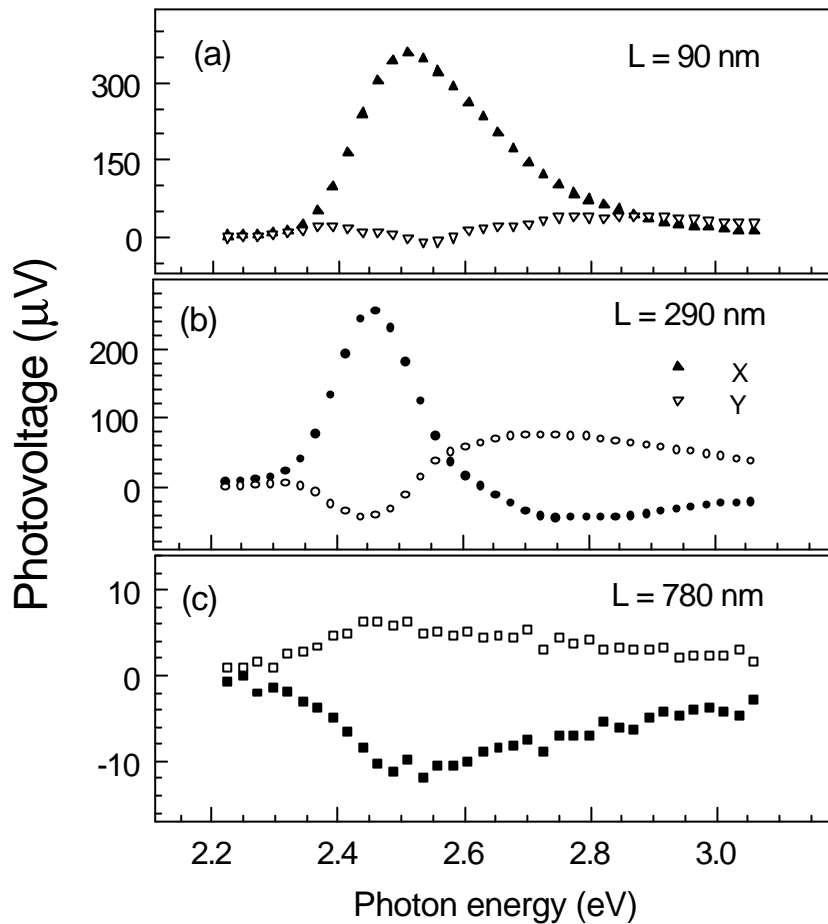 (a)
L = 90 nm
300
150
0
(b)
L = 290 nm
X
Y
200
100
0
Photovoltage (μV)
(c)
L = 780 nm
10
0
-10
2.2 2.4 2.6 2.8 3.0
Photon energy (eV)